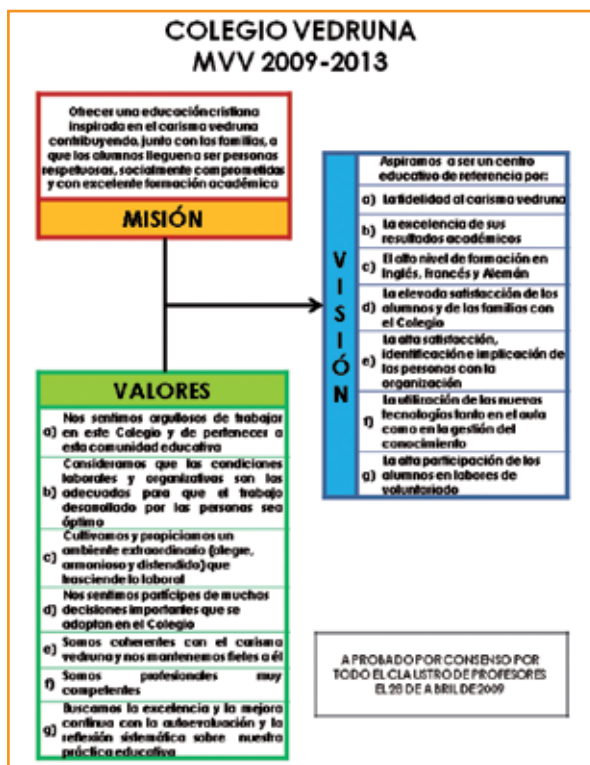 COLEGIO VEDRUNA
MVV 2009-2013
Ofrecer una educación cristiana
inspirada en el carisma vedruna
contribuyendo, junto con las familias, a
que los alumnos lleguen a ser personas
respetuosas, socialmente comprometidas
y con excelente formación académica
MISIÓN
VISIÓN
Aspiramos a ser un centro
educativo de referencia por:
a) La fidelidad al carisma vedruna
b) La excelencia de sus
resultados académicos
c) El alto nivel de formación en
Inglés, Francés y Alemán
d) La elevada satisfacción de los
alumnos y de las familias con
el Colegio
e) La alta satisfacción,
identificación e implicación de
las personas con la
organización
f) La utilización de las nuevas
tecnologías tanto en el aula
como en la gestión del
conocimiento
g) La alta participación de los
alumnos en labores de
voluntariado
VALORES
a) Nos sentimos orgullosos de trabajar
en este Colegio y de pertenecer a
esta comunidad educativa
b) Consideramos que las condiciones
laborales y organizativas son las
adecuadas para que el trabajo
desarrollado por las personas sea
óptimo
c) Cultivamos y propiciamos un
ambiente extraordinario (alegre,
armonioso y distendido) que
trasciende lo laboral
d) Nos sentimos partícipes de muchas
decisiones importantes que se
adoptan en el Colegio
e) Somos coherentes con el carisma
vedruna y nos mantenemos fieles a él
f) Somos profesionales muy
competentes
g) Buscamos la excelencia y la mejora
continua con la autoevaluación y la
reflexión sistemática sobre nuestra
práctica educativa
APROBADO POR CONSENSO POR
TODO EL CLAUSTRO DE PROFESORES
EL 28 DE ABRIL DE 2009